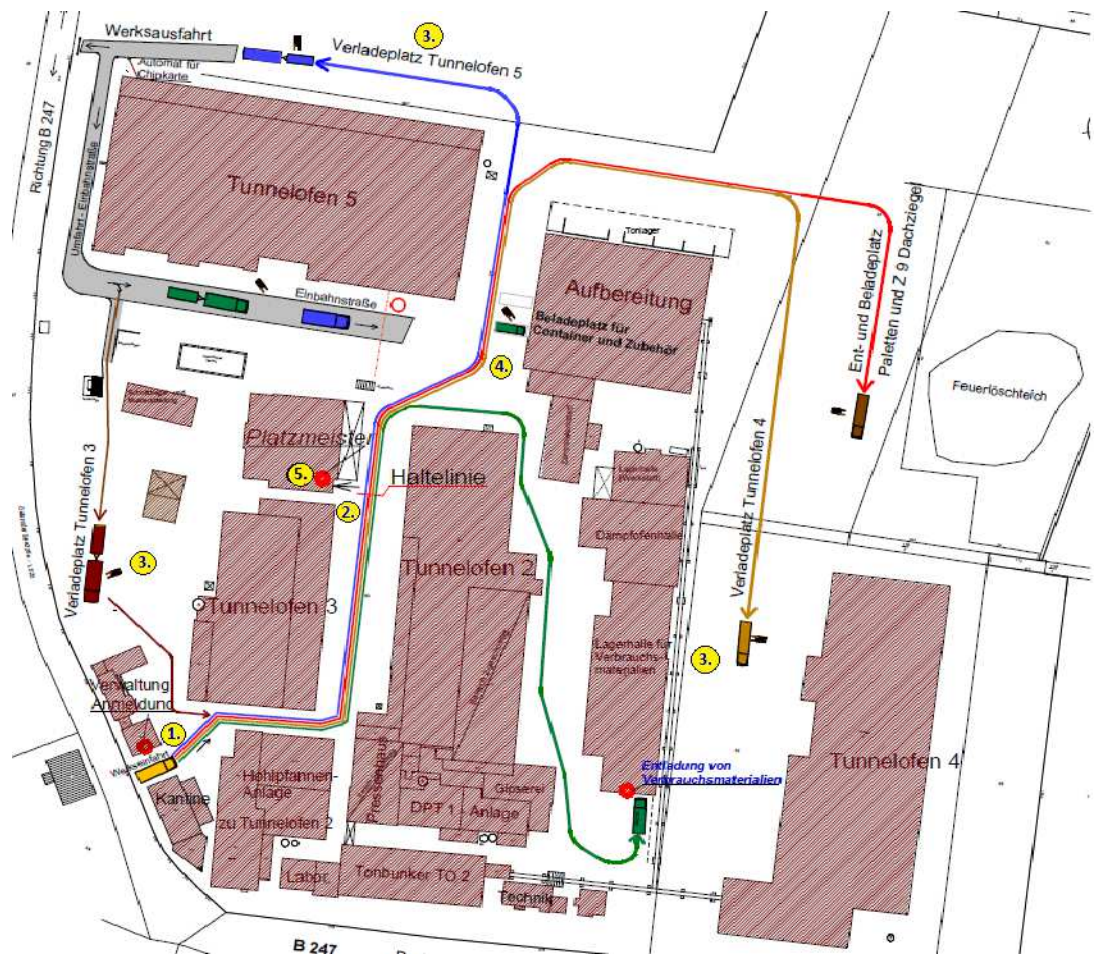 Werksausfahrt
3.
Verladeplatz Tunnelofen 5
Automat für
Chipkarte
Richtung B 247
Umfahrt - Einbahnstraße
Tunnelofen 5
Einbahnstraße
Tonlager
Aufbereitung
Beladeplatz für
Container und Zubehör
4.
Ent- und Beladeplatz
Paletten und Z 9 Dachziegel
Feuerlöschteich
Platzmeister
5.
Haltelinie
2.
Verladeplatz Tunnelofen 3
3.
Tunnelofen 3
Tunnelofen 2
Lagerhalle
(Werkstatt)
Dampfofenhalle
Verladeplatz Tunnelofen 4
3.
Lagerhalle für
Verbrauchs-
materialien
Verwaltung
Anmeldung
1.
Werkseinfahrt
Kantine
Hohlpfannen-
Anlage
zu Tunnelofen 2
Pressenhaus
DPT 1 - Anlage
Gipserei
Entladung von
Verbrauchsmaterialien
Tunnelofen 4
Labor
Tonbunker TO 2
Technik
B 247